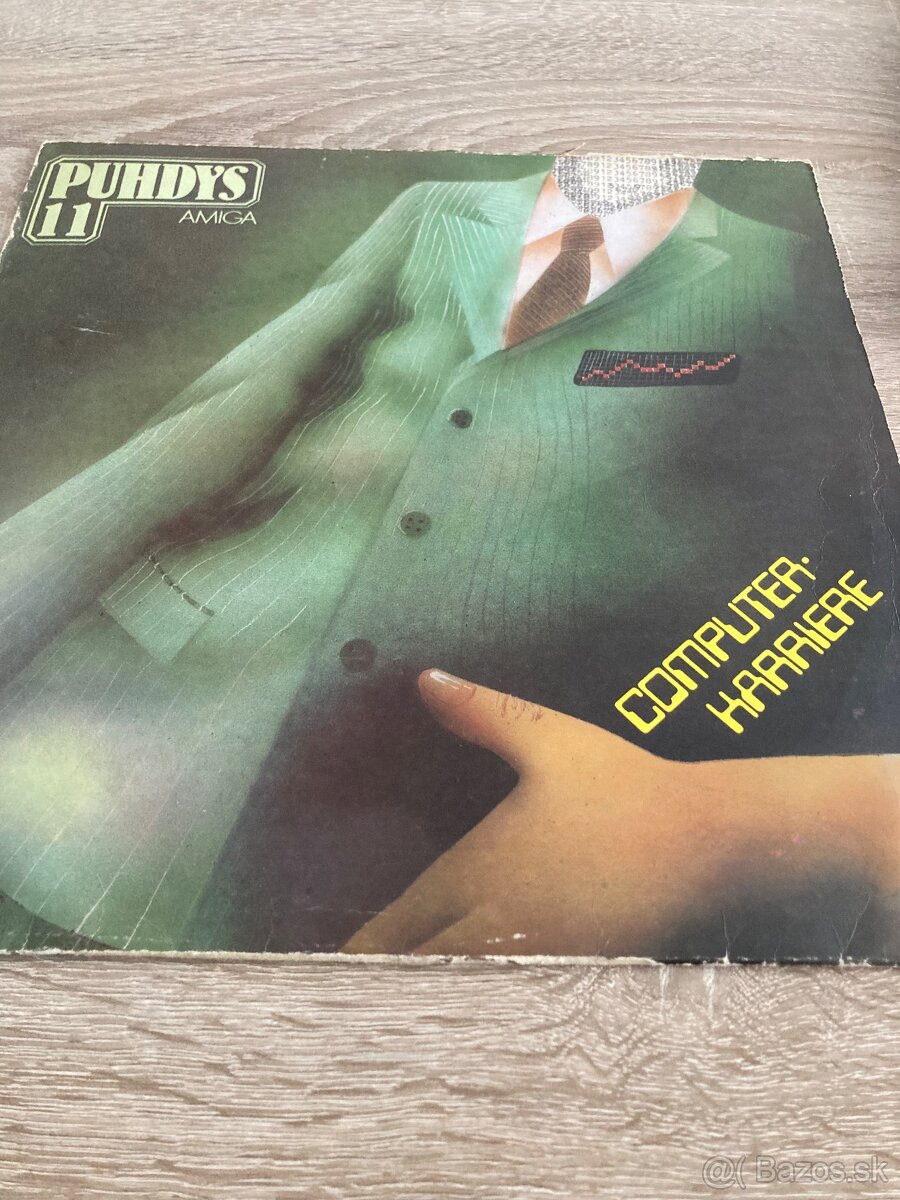 PUHDYS
11
AMIGA
COMPUTER-
KARRIERE
@( Bazos.sk